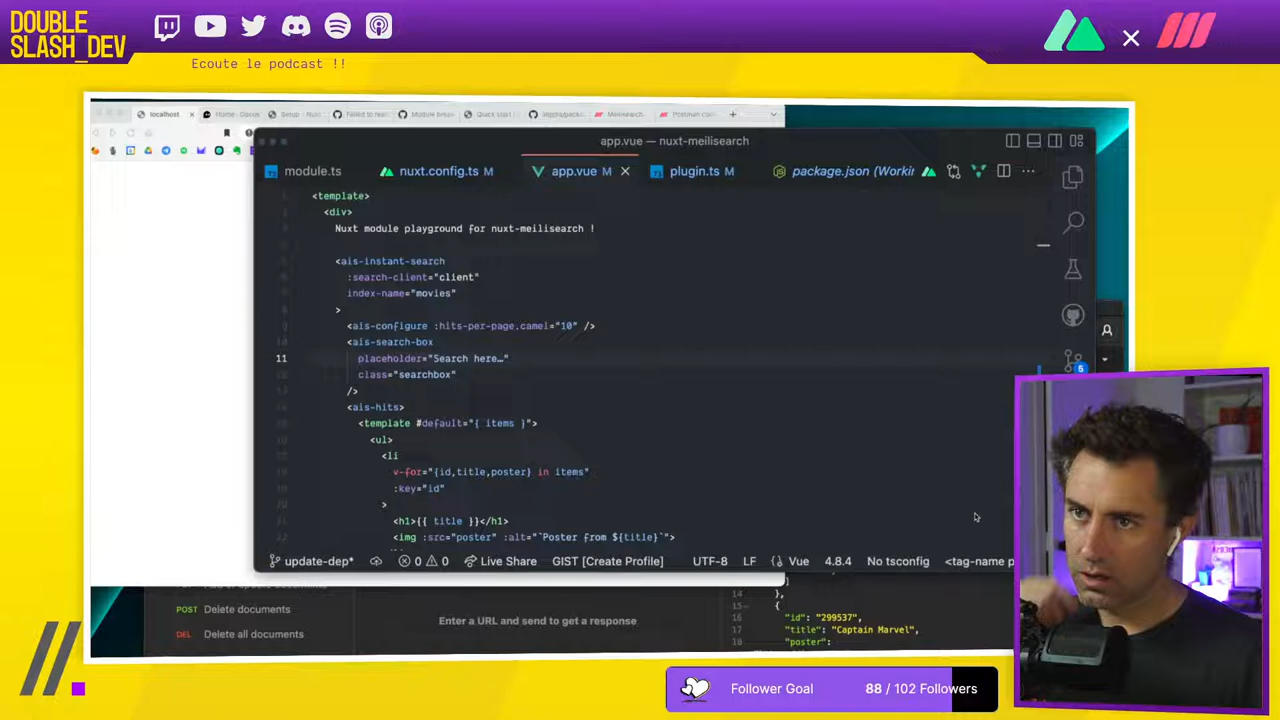 DOUBLE
SLASH_DEV
Ecoute le podcast !!
localhost
app.vue — nuxt-meilisearch
module.ts
nuxt.config.ts M
app.vue M
plugin.ts M
package.json (Workin
<template>
<div>
Nuxt module playground for nuxt-meilisearch !
<ais-instant-search
:search-client="client"
index-name="movies"
>
<ais-configure :hits-per-page.camel="10" />
<ais-search-box
11 placeholder="Search here…"
class="searchbox"
/>
<ais-hits>
<template #default="{ items }">
<ul>
<li
v-for="{id,title,poster} in items"
:key="id"
>
<h1>{{ title }}</h1>
<img :src="poster" :alt="`Poster from ${title}`">
5
update-dep*
0
0
Live Share
GIST [Create Profile]
UTF-8
LF
Vue
4.8.4
No tsconfig
<tag-name p
POST Delete documents
DEL Delete all documents
Enter a URL and send to get a response
]
14 },
15 {
16 "id": "299537",
17 "title": "Captain Marvel",
18 "poster":
Follower Goal
88 / 102 Followers